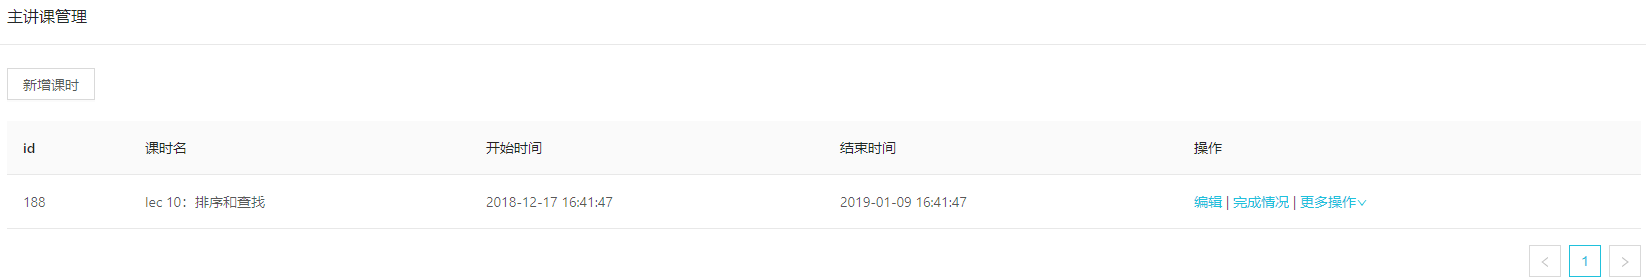 主讲课管理
新增课时
id 课时名 开始时间 结束时间 操作
188 lec 10：排序和查找 2018-12-17 16:41:47 2019-01-09 16:41:47 编辑 | 完成情况 | 更多操作
1